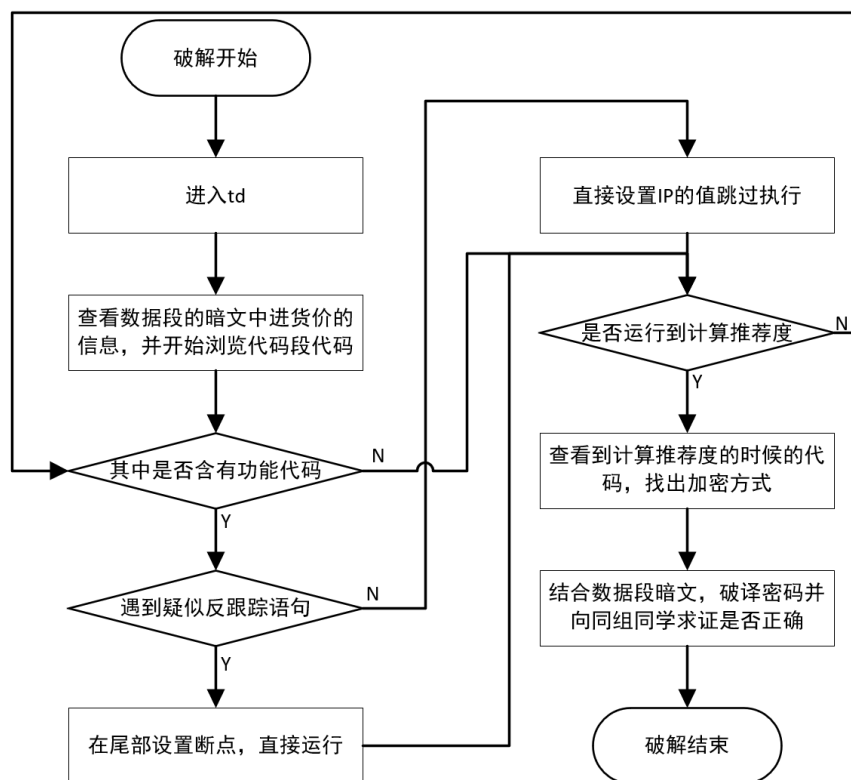 破解开始
进入td
查看数据段的暗文中进货价的
信息，并开始浏览代码段代码
其中是否含有功能代码
N
Y
遇到疑似反跟踪语句
N
Y
在尾部设置断点，直接运行
直接设置IP的值跳过执行
是否运行到计算推荐度
N
Y
查看到计算推荐度的时候的代
码，找出加密方式
结合数据段暗文，破译密码并
向同组同学求证是否正确
破解结束